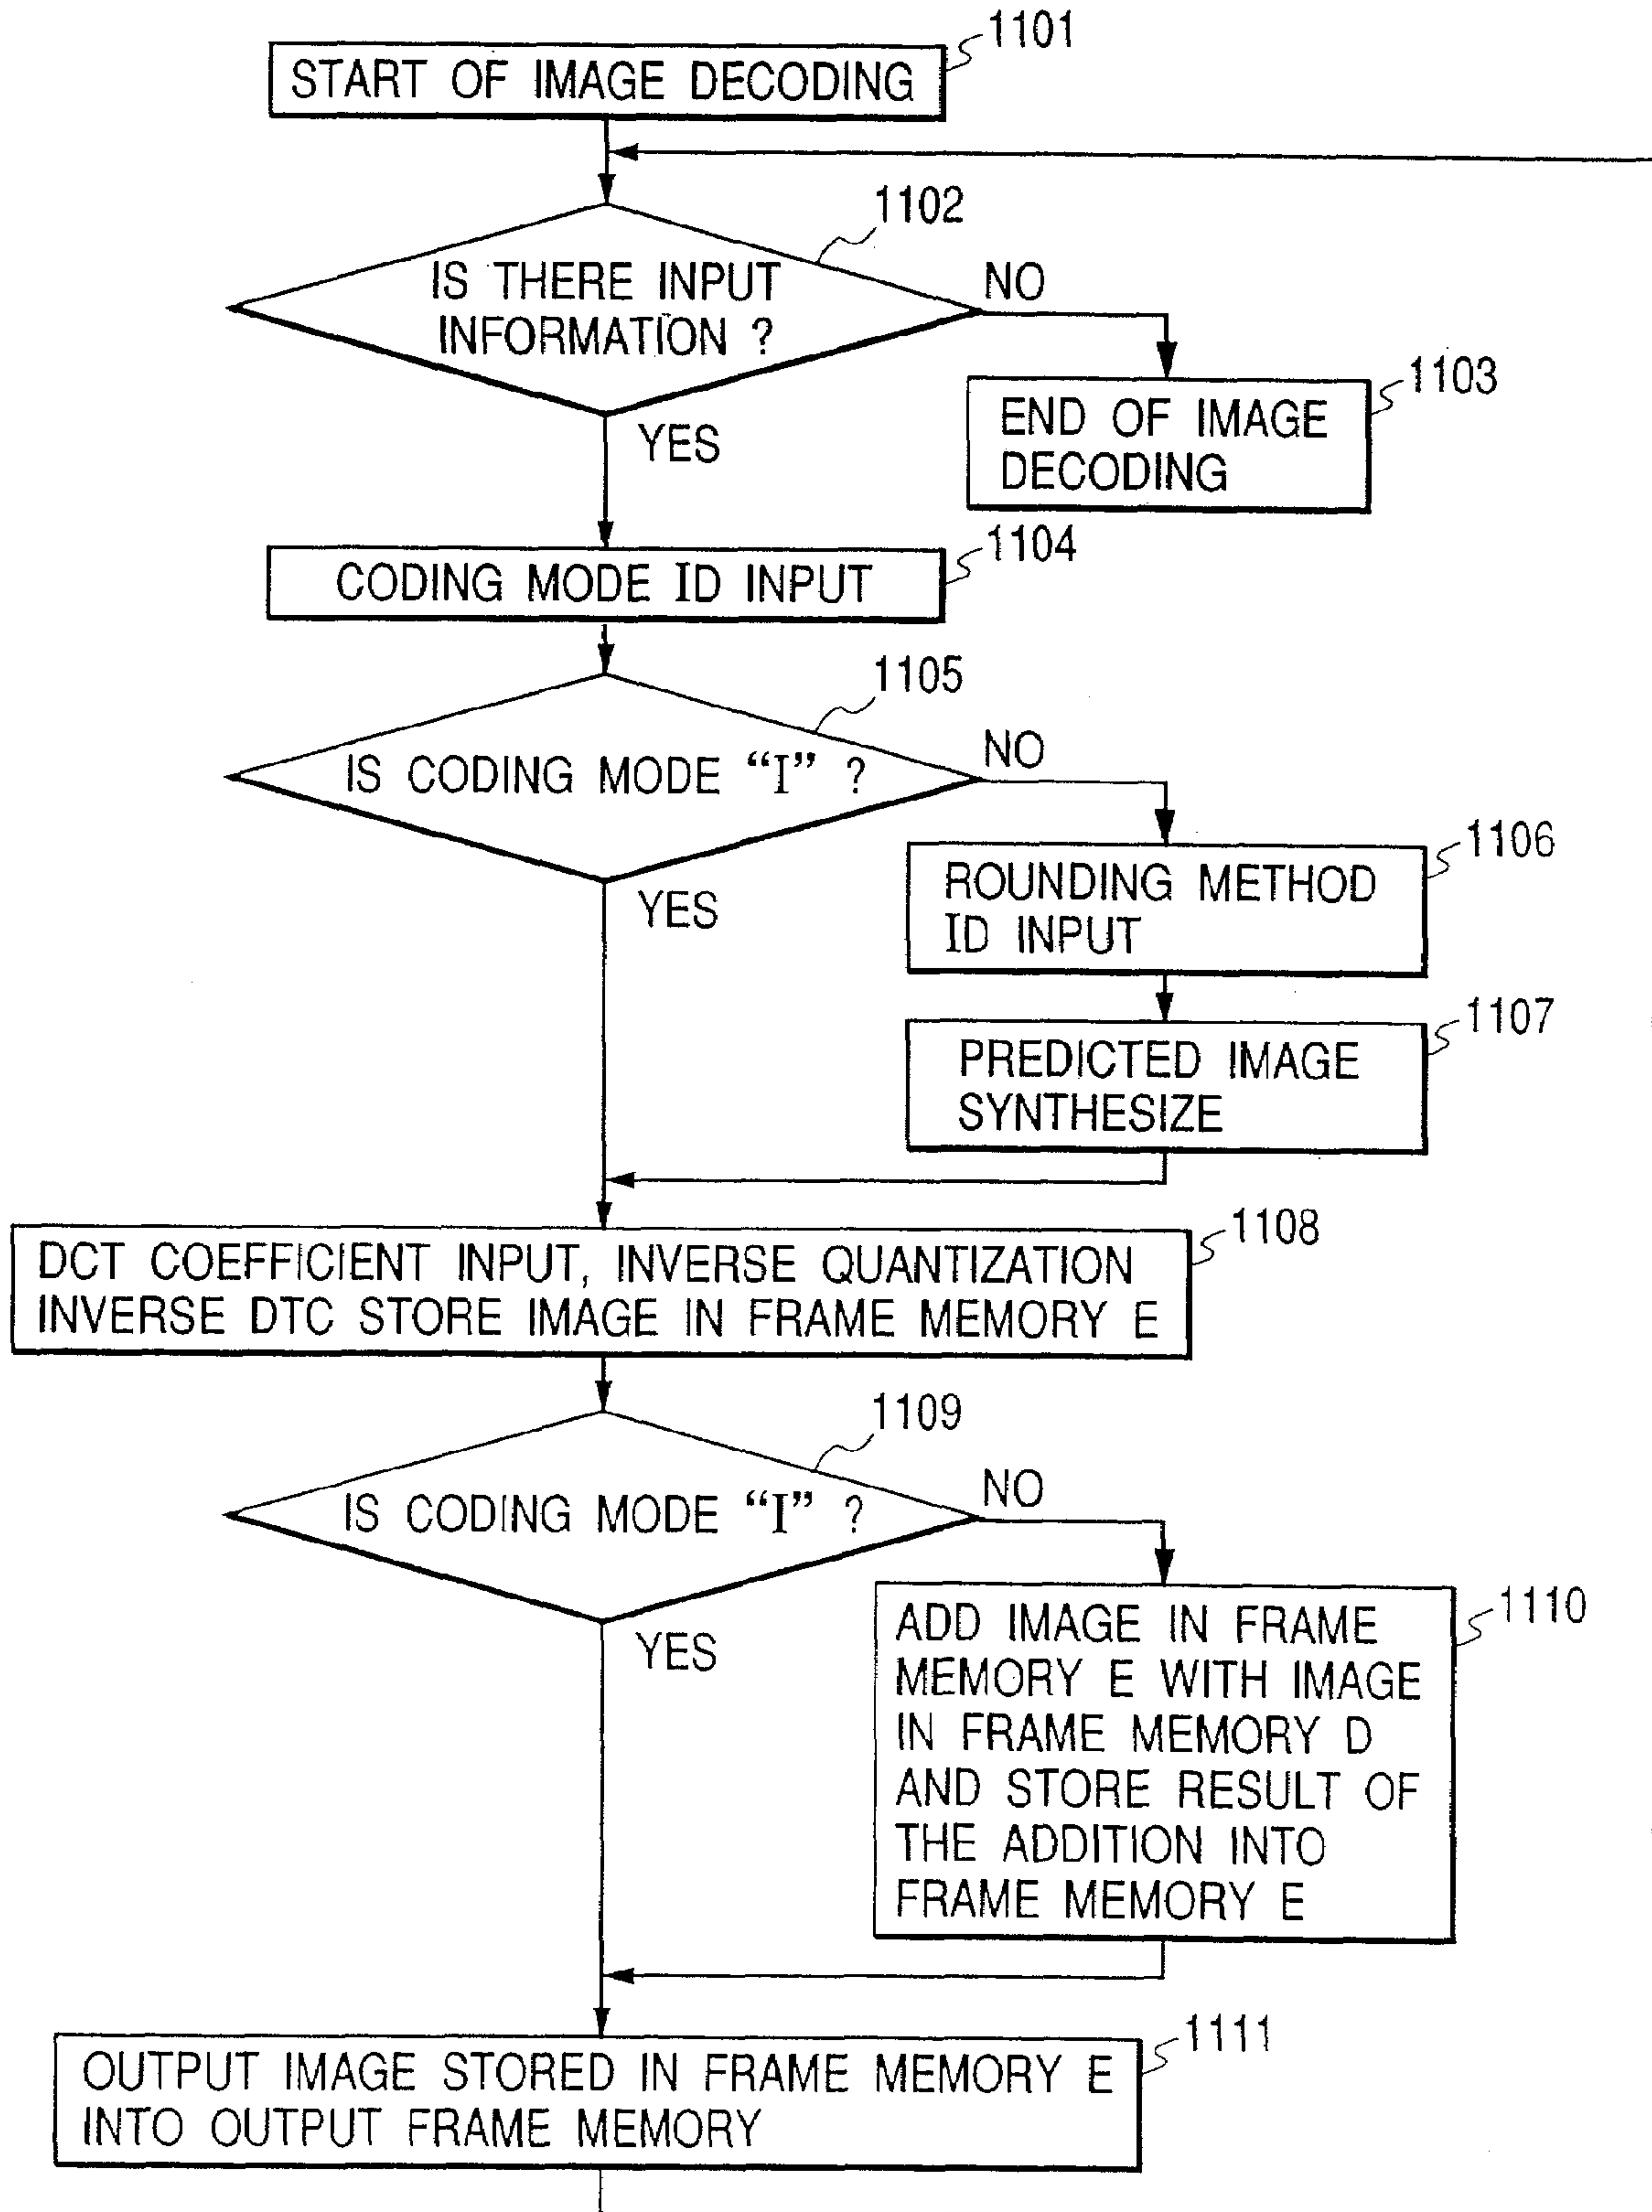 1101
START OF IMAGE DECODING
1102
IS THERE INPUT
INFORMATION ?
NO
YES
1103
END OF IMAGE
DECODING
1104
CODING MODE ID INPUT
1105
IS CODING MODE “I” ?
NO
YES
1106
ROUNDING METHOD
ID INPUT
1107
PREDICTED IMAGE
SYNTHESIZE
1108
DCT COEFFICIENT INPUT, INVERSE QUANTIZATION
INVERSE DTC STORE IMAGE IN FRAME MEMORY E
1109
IS CODING MODE “I” ?
NO
YES
1110
ADD IMAGE IN FRAME
MEMORY E WITH IMAGE
IN FRAME MEMORY D
AND STORE RESULT OF
THE ADDITION INTO
FRAME MEMORY E
1111
OUTPUT IMAGE STORED IN FRAME MEMORY E
INTO OUTPUT FRAME MEMORY